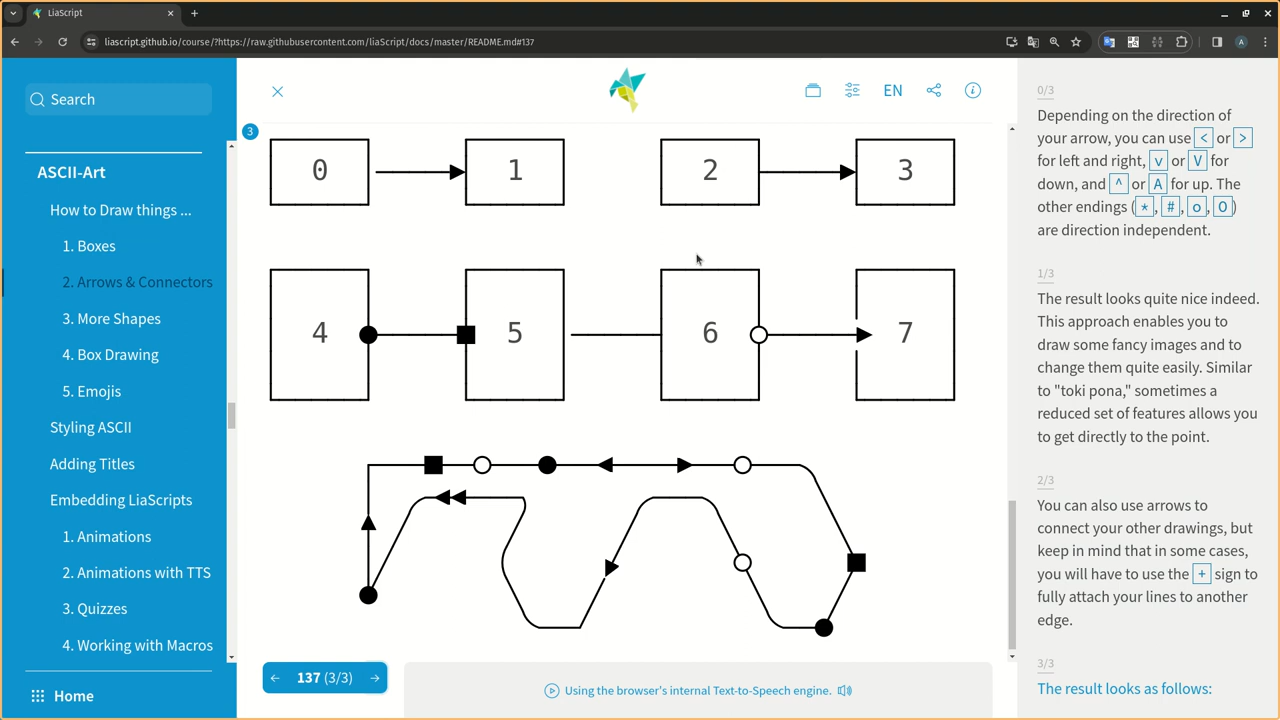 LiaScript
liascript.github.io/course/?https://raw.githubusercontent.com/liaScript/docs/master/README.md#137
A
Search
ASCII-Art
How to Draw things ...
1. Boxes
2. Arrows & Connectors
3. More Shapes
4. Box Drawing
5. Emojis
Styling ASCII
Adding Titles
Embedding LiaScripts
1. Animations
2. Animations with TTS
3. Quizzes
4. Working with Macros
Home
EN
3
0 1 2 3
4 5 6 7
137 (3/3)
Using the browser's internal Text-to-Speech engine.
0/3
Depending on the direction of
your arrow, you can use < or >
for left and right, v or V for
down, and ^ or A for up. The
other endings (*, #, o, O)
are direction independent.
1/3
The result looks quite nice indeed.
This approach enables you to
draw some fancy images and to
change them quite easily. Similar
to "toki pona," sometimes a
reduced set of features allows you
to get directly to the point.
2/3
You can also use arrows to
connect your other drawings, but
keep in mind that in some cases,
you will have to use the + sign to
fully attach your lines to another
edge.
3/3
The result looks as follows: